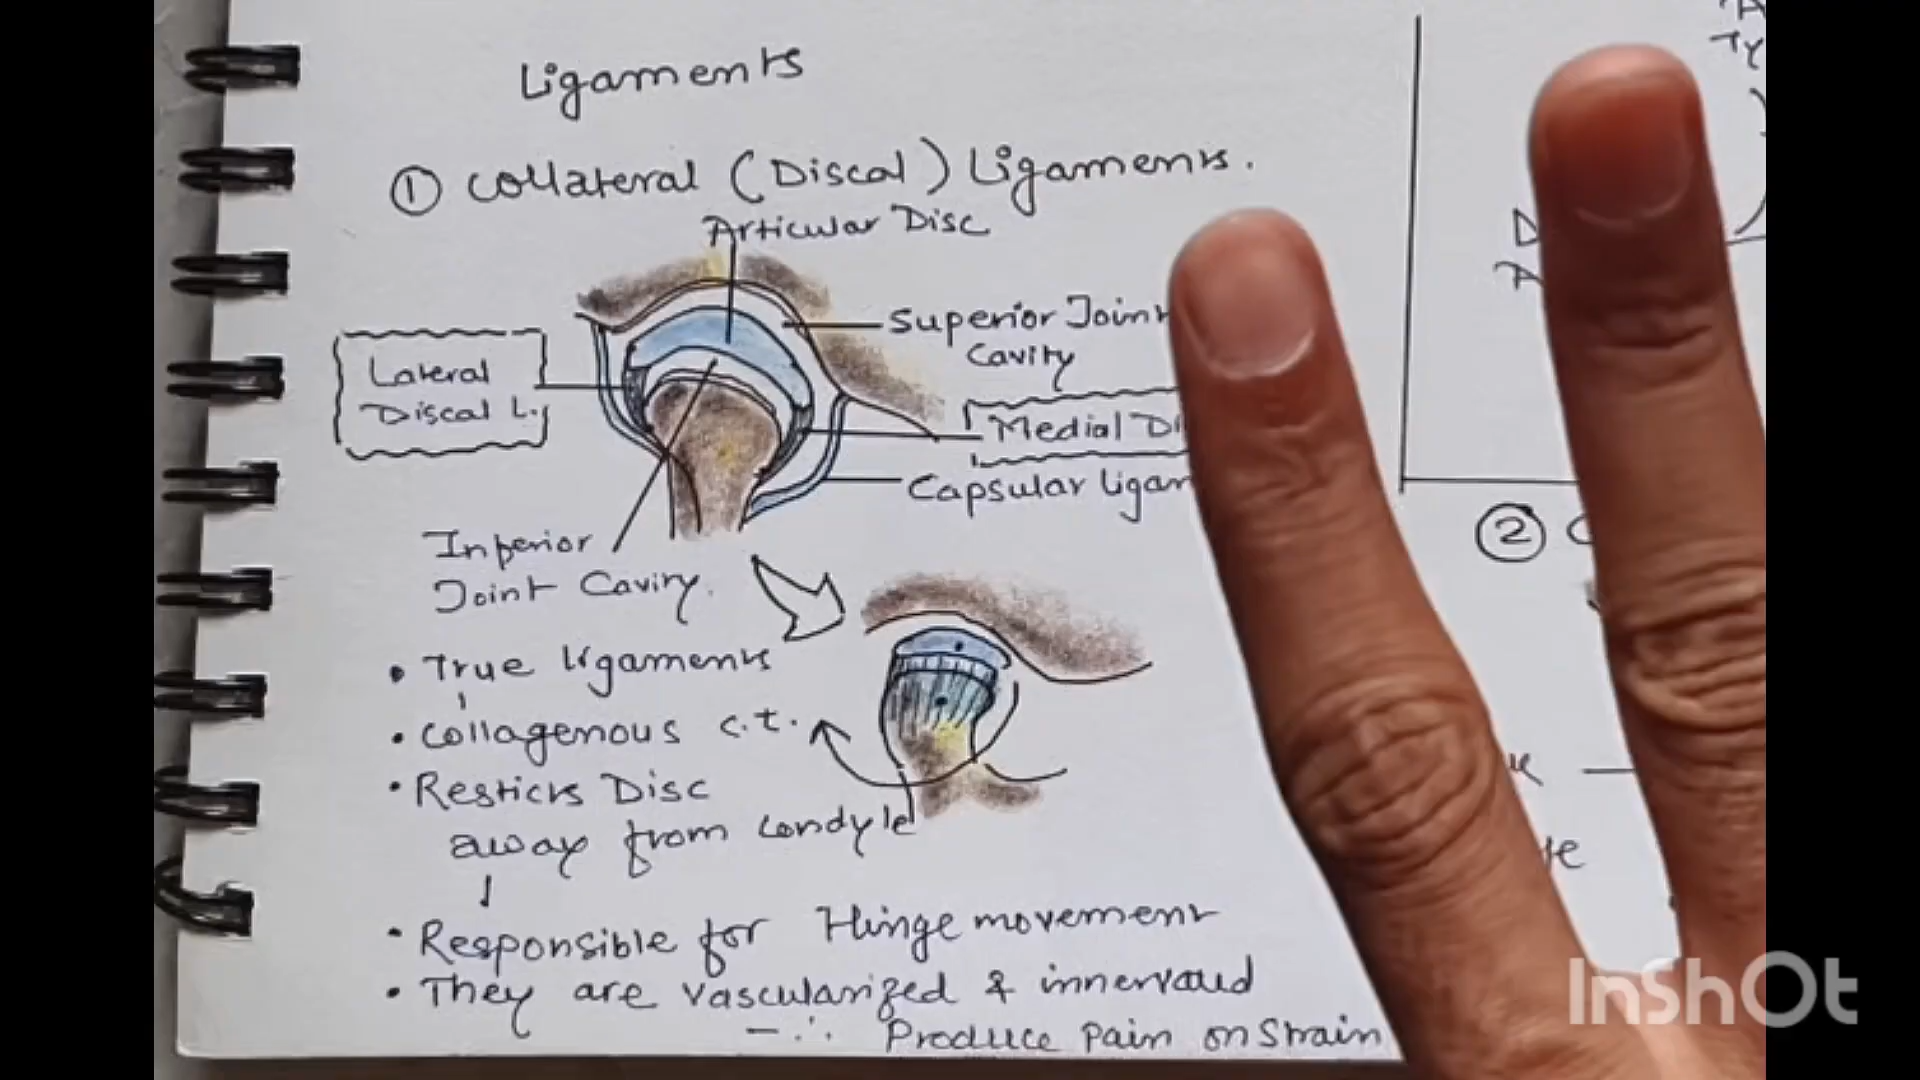 Ligaments
① Collateral (Discal) Ligaments.
Articular Disc
Superior Joint
Cavity
Lateral
Discal L.
Medial Di
Capsular Ligam
Inferior
Joint Cavity.
• True ligaments
• Collagenous c.t.
• Resticts Disc
away from condyle
• Responsible for Hinge movement
• They are vascularized & innervated
- ∴ Produce pain on strain
②
InShOt